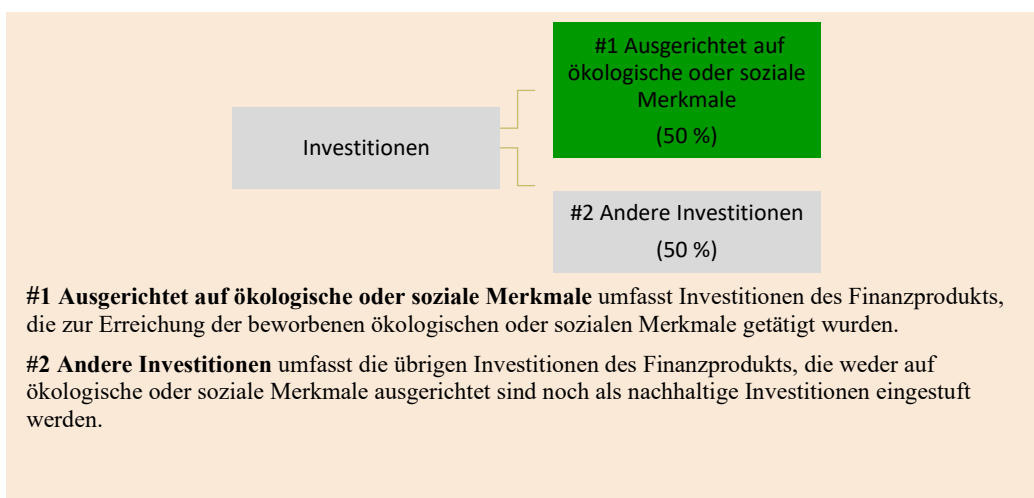 #1 Ausgerichtet auf
ökologische oder soziale
Merkmale
(50 %)
Investitionen
#2 Andere Investitionen
(50 %)
#1 Ausgerichtet auf ökologische oder soziale Merkmale umfasst Investitionen des Finanzprodukts,
die zur Erreichung der beworbenen ökologischen oder sozialen Merkmale getätigt wurden.
#2 Andere Investitionen umfasst die übrigen Investitionen des Finanzprodukts, die weder auf
ökologische oder soziale Merkmale ausgerichtet sind noch als nachhaltige Investitionen eingestuft
werden.